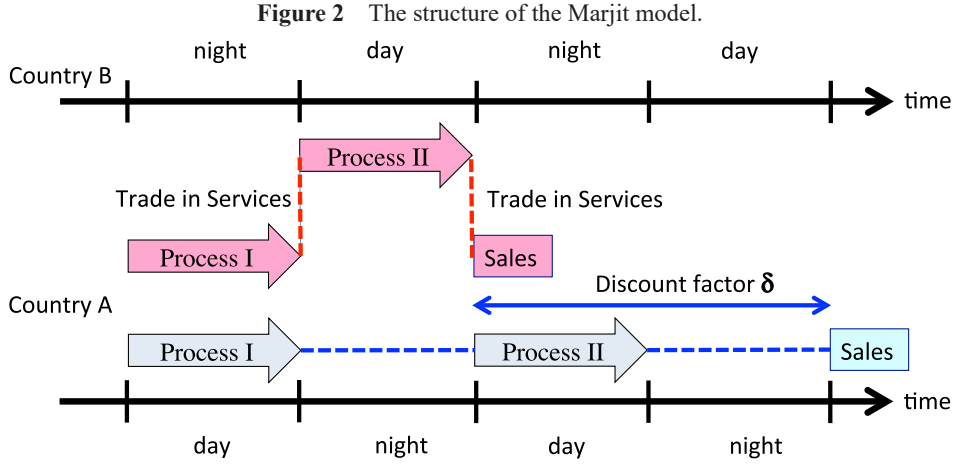 Figure 2 The structure of the Marjit model.
night day night day
Country B
time
Process II
Trade in Services Trade in Services
Process I Sales
Discount factor δ
Country A
Process I Process II Sales
time
day night day night